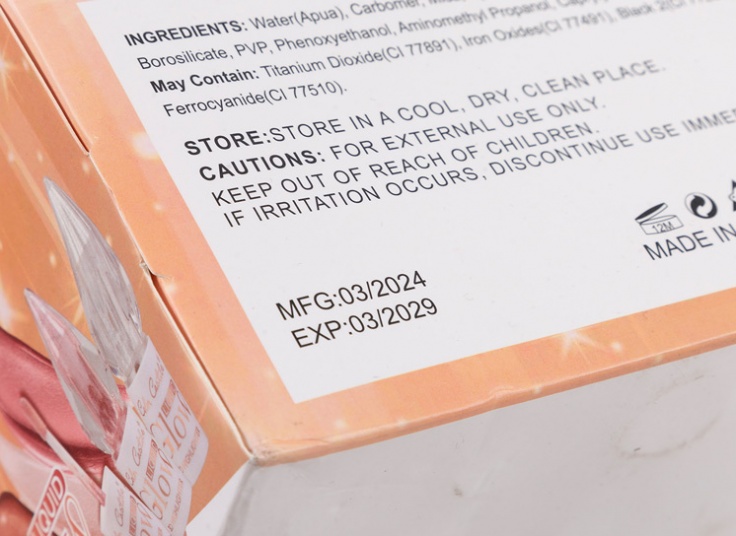 INGREDIENTS: Water(Apua), Carbomer,
Borosilicate, PVP, Phenoxyethanol, Aminomethyl Propanol,
May Contain: Titanium Dioxide(CI 77891), Iron Oxides(CI 77491), Black
Ferrocyanide(CI 77510).
STORE:STORE IN A COOL, DRY, CLEAN PLACE.
CAUTIONS: FOR EXTERNAL USE ONLY.
KEEP OUT OF REACH OF CHILDREN.
IF IRRITATION OCCURS, DISCONTINUE USE
12M
MADE IN
MFG:03/2024
EXP:03/2029
Glow